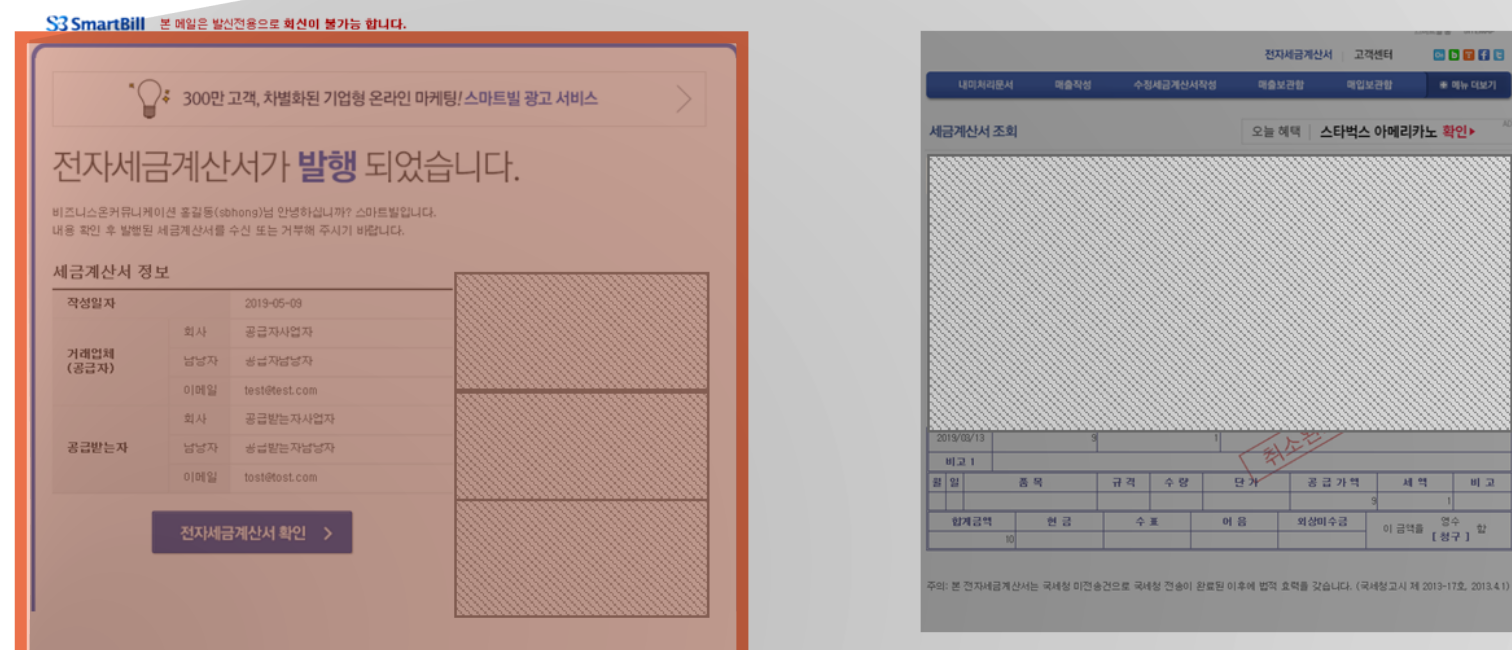 SmartBill 본 메일은 발신전용으로 회신이 불가능 합니다.
300만 고객, 차별화된 기업형 온라인 마케팅! 스마트빌 광고 서비스
전자세금계산서가 발행 되었습니다.
비즈니스온커뮤니케이션 홍길동(sbhong)님 안녕하십니까? 스마트빌입니다.
내용 확인 후 발행된 세금계산서를 수신 또는 거부해 주시기 바랍니다.
세금계산서 정보
작성일자 2019-05-09
거래업체
(공급자)
회사 공급자사업자
담당자 공급자담당자
이메일 test@test.com
공급받는자
회사 공급받는자사업자
담당자 공급받는자담당자
이메일 tost@tost.com
전자세금계산서 확인 >
전자세금계산서 고객센터
내미처리문서 매출작성 수정세금계산서작성 매출보관함 매입보관함 메뉴 더보기
세금계산서 조회
오늘 혜택 스타벅스 아메리카노 확인
2019/03/13 9 1
비고 1
월 일 품 목 규 격 수 량 단 가 공 급 가 액 세 액 비 고
9 1
합계금액 현 금 수 표 어 음 외상미수금 이 금액을 영수 [ 청구 ] 함
10
주의: 본 전자세금계산서는 국세청 미전송건으로 국세청 전송이 완료된 이후에 법적 효력을 갖습니다. (국세청고시 제 2013-17호, 2013.4.1)